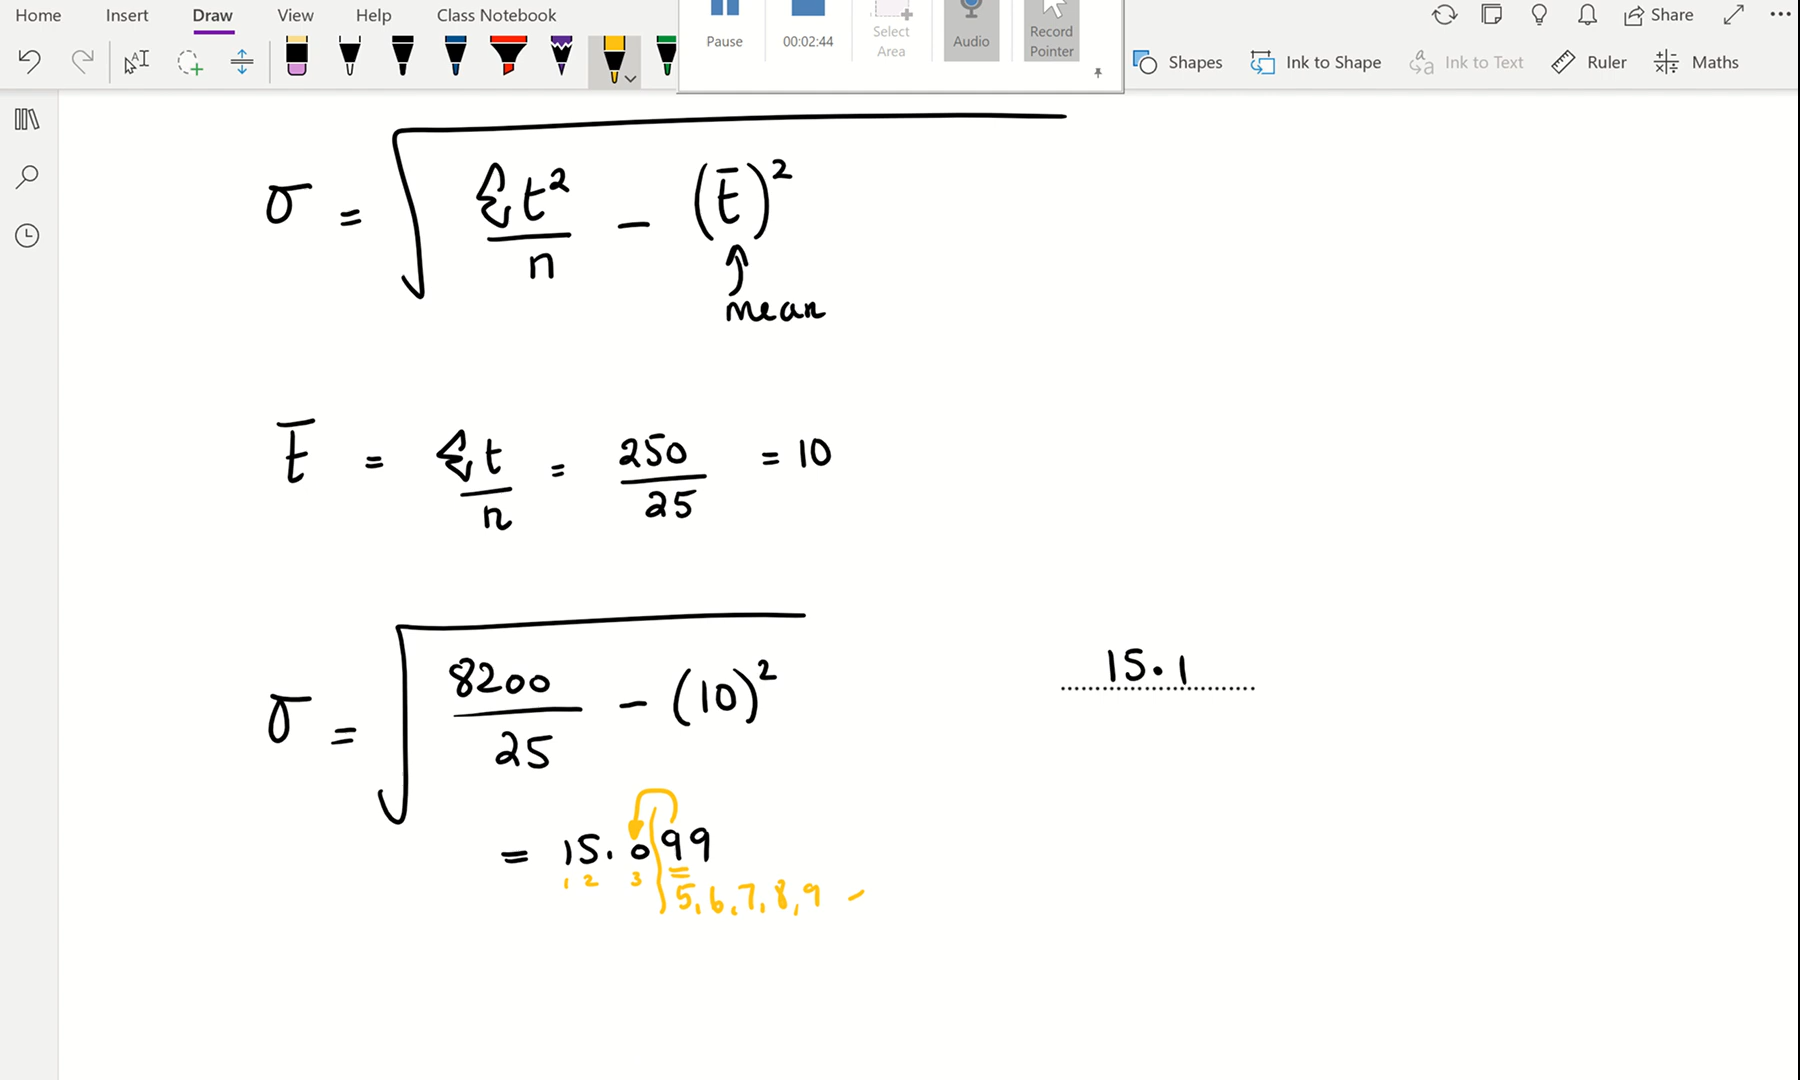 Home Insert Draw View Help Class Notebook
Share
Pause 00:02:44 Select Area Audio Record Pointer
Shapes Ink to Shape Ink to Text Ruler Maths
σ = √ Σt² / n - (t̄)²
mean
t̄ = Σt / n = 250 / 25 = 10
σ = √ 8200 / 25 - (10)²
15.1
= 15.099
1 2 3
5, 6, 7, 8, 9